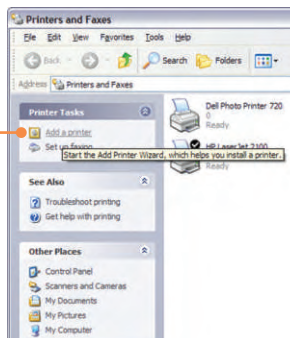 Printers and Faxes
File Edit View Favorites Tools Help
Back Search Folders
Address Printers and Faxes
Printer Tasks
Add a printer
Set up faxing
Start the Add Printer Wizard, which helps you install a printer.
See Also
Troubleshoot printing
Get help with printing
Other Places
Control Panel
Scanners and Cameras
My Documents
My Pictures
My Computer
Dell Photo Printer 720
0
Ready
HP LaserJet 2100
Ready